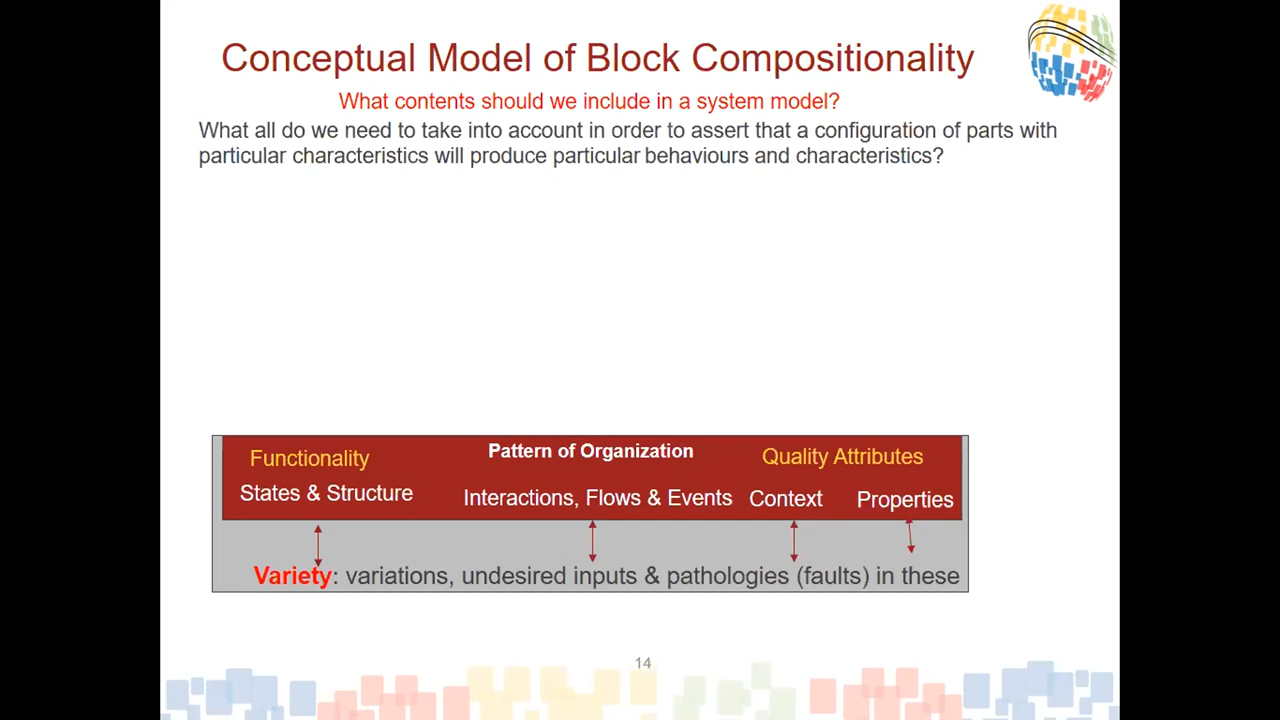 Conceptual Model of Block Compositionality
What contents should we include in a system model?
What all do we need to take into account in order to assert that a configuration of parts with
particular characteristics will produce particular behaviours and characteristics?
Functionality
Pattern of Organization
Quality Attributes
States & Structure
Interactions, Flows & Events
Context
Properties
Variety: variations, undesired inputs & pathologies (faults) in these
14